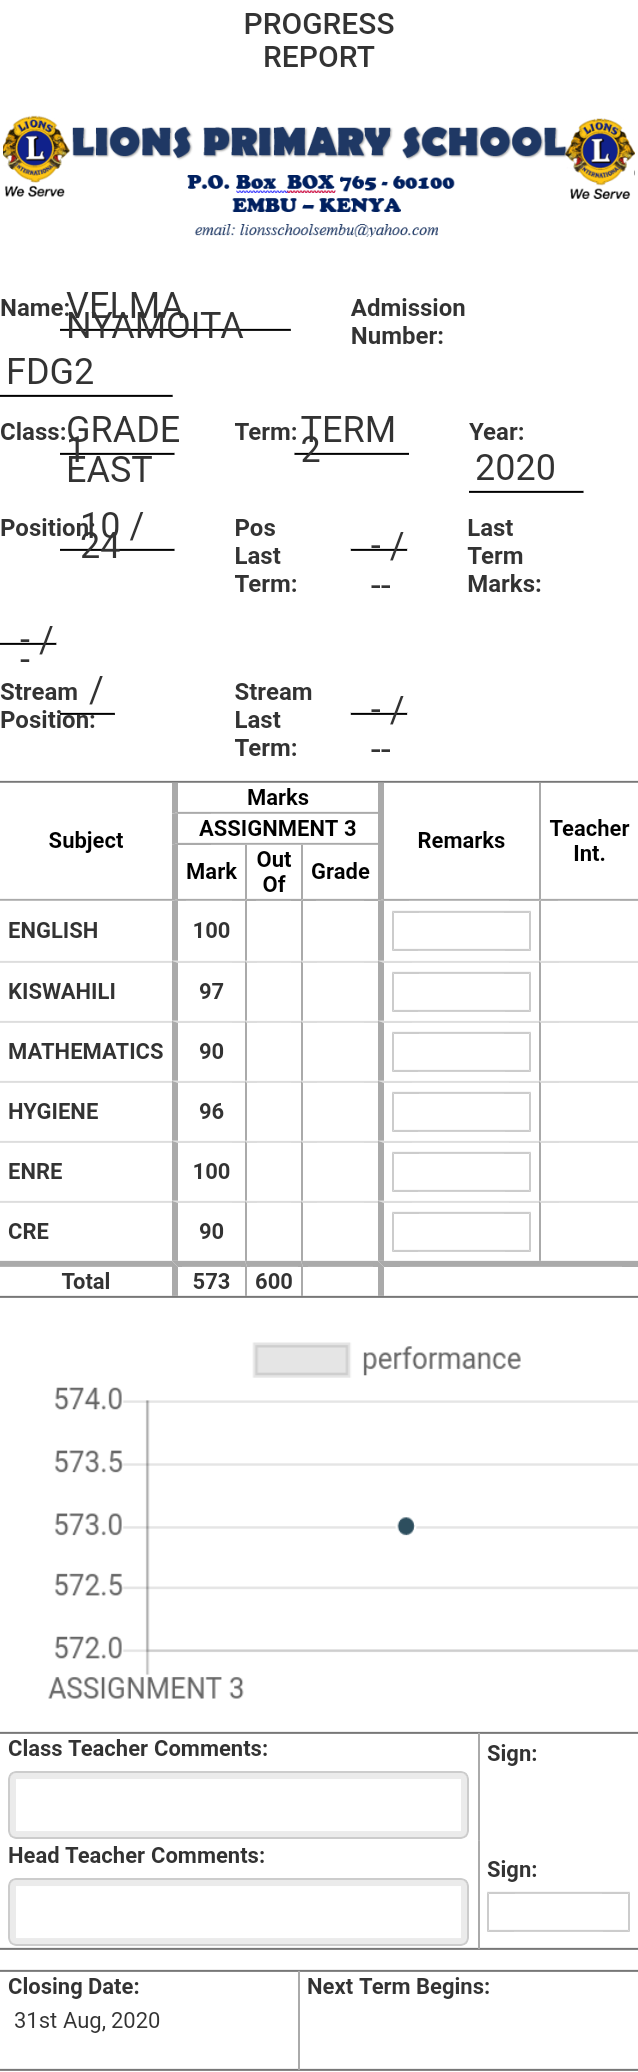 PROGRESS
REPORT
LIONS INTERNATIONAL L We Serve
LIONS PRIMARY SCHOOL
P.O. Box BOX 765 - 60100
EMBU – KENYA
email: lionsschoolsembu@yahoo.com
LIONS INTERNATIONAL L We Serve
Name: VELMA NYAMOITA
Admission Number:
FDG2
Class: GRADE 1 EAST
Term: TERM 2
Year: 2020
Position: 10 / 24
Pos Last Term: - / --
Last Term Marks:
- / -
Stream Position: /
Stream Last Term: - / --
Subject Marks Remarks Teacher Int.
ASSIGNMENT 3
Mark Out Of Grade
ENGLISH 100
KISWAHILI 97
MATHEMATICS 90
HYGIENE 96
ENRE 100
CRE 90
Total 573 600
performance
574.0
573.5
573.0
572.5
572.0
ASSIGNMENT 3
Class Teacher Comments: Sign:
Head Teacher Comments: Sign:
Closing Date: Next Term Begins:
31st Aug, 2020